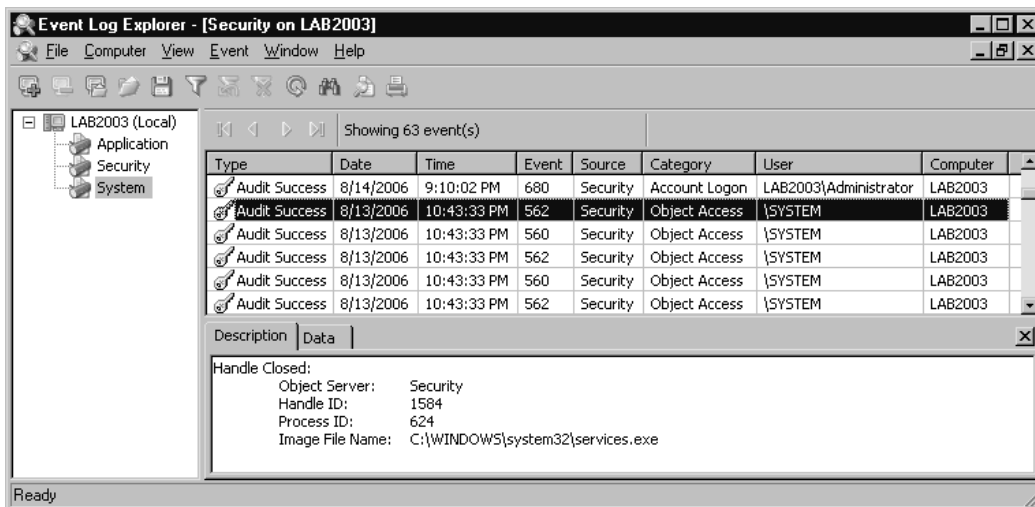 Event Log Explorer - [Security on LAB2003]
File Computer View Event Window Help
LAB2003 (Local)
Application
Security
System
Showing 63 event(s)
Type Date Time Event Source Category User Computer
Audit Success 8/14/2006 9:10:02 PM 680 Security Account Logon LAB2003\Administrator LAB2003
Audit Success 8/13/2006 10:43:33 PM 562 Security Object Access \SYSTEM LAB2003
Audit Success 8/13/2006 10:43:33 PM 560 Security Object Access \SYSTEM LAB2003
Audit Success 8/13/2006 10:43:33 PM 562 Security Object Access \SYSTEM LAB2003
Audit Success 8/13/2006 10:43:33 PM 560 Security Object Access \SYSTEM LAB2003
Audit Success 8/13/2006 10:43:33 PM 562 Security Object Access \SYSTEM LAB2003
Description Data
Handle Closed:
Object Server: Security
Handle ID: 1584
Process ID: 624
Image File Name: C:\WINDOWS\system32\services.exe
Ready